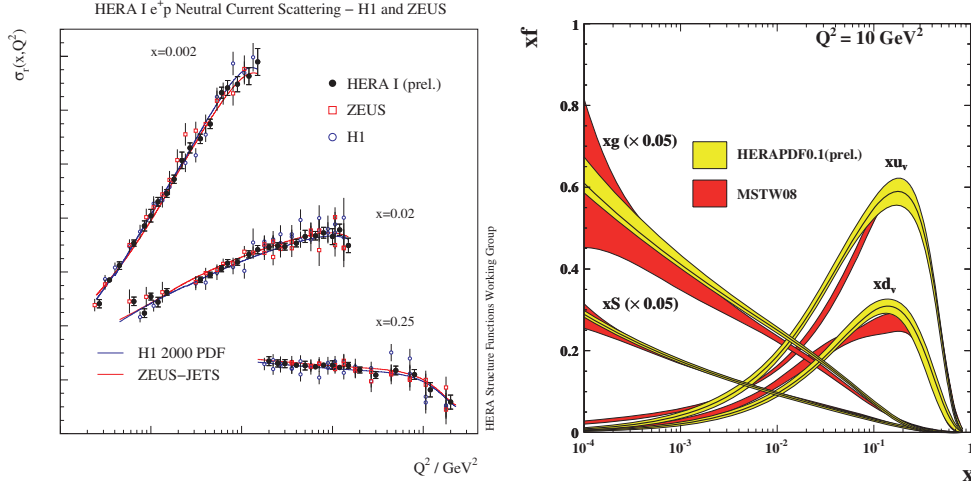 HERA I e⁺p Neutral Current Scattering – H1 and ZEUS
σᵣ(x,Q²)
x=0.002
HERA I (prel.)
ZEUS
H1
x=0.02
x=0.25
H1 2000 PDF
ZEUS–JETS
Q² / GeV²
HERA Structure Functions Working Group
xf
Q² = 10 GeV²
1
0.8
0.6
0.4
0.2
0
xg (× 0.05)
HERAPDF0.1(prel.)
MSTW08
xuᵥ
xdᵥ
xS (× 0.05)
10⁻⁴
10⁻³
10⁻²
10⁻¹
1
x